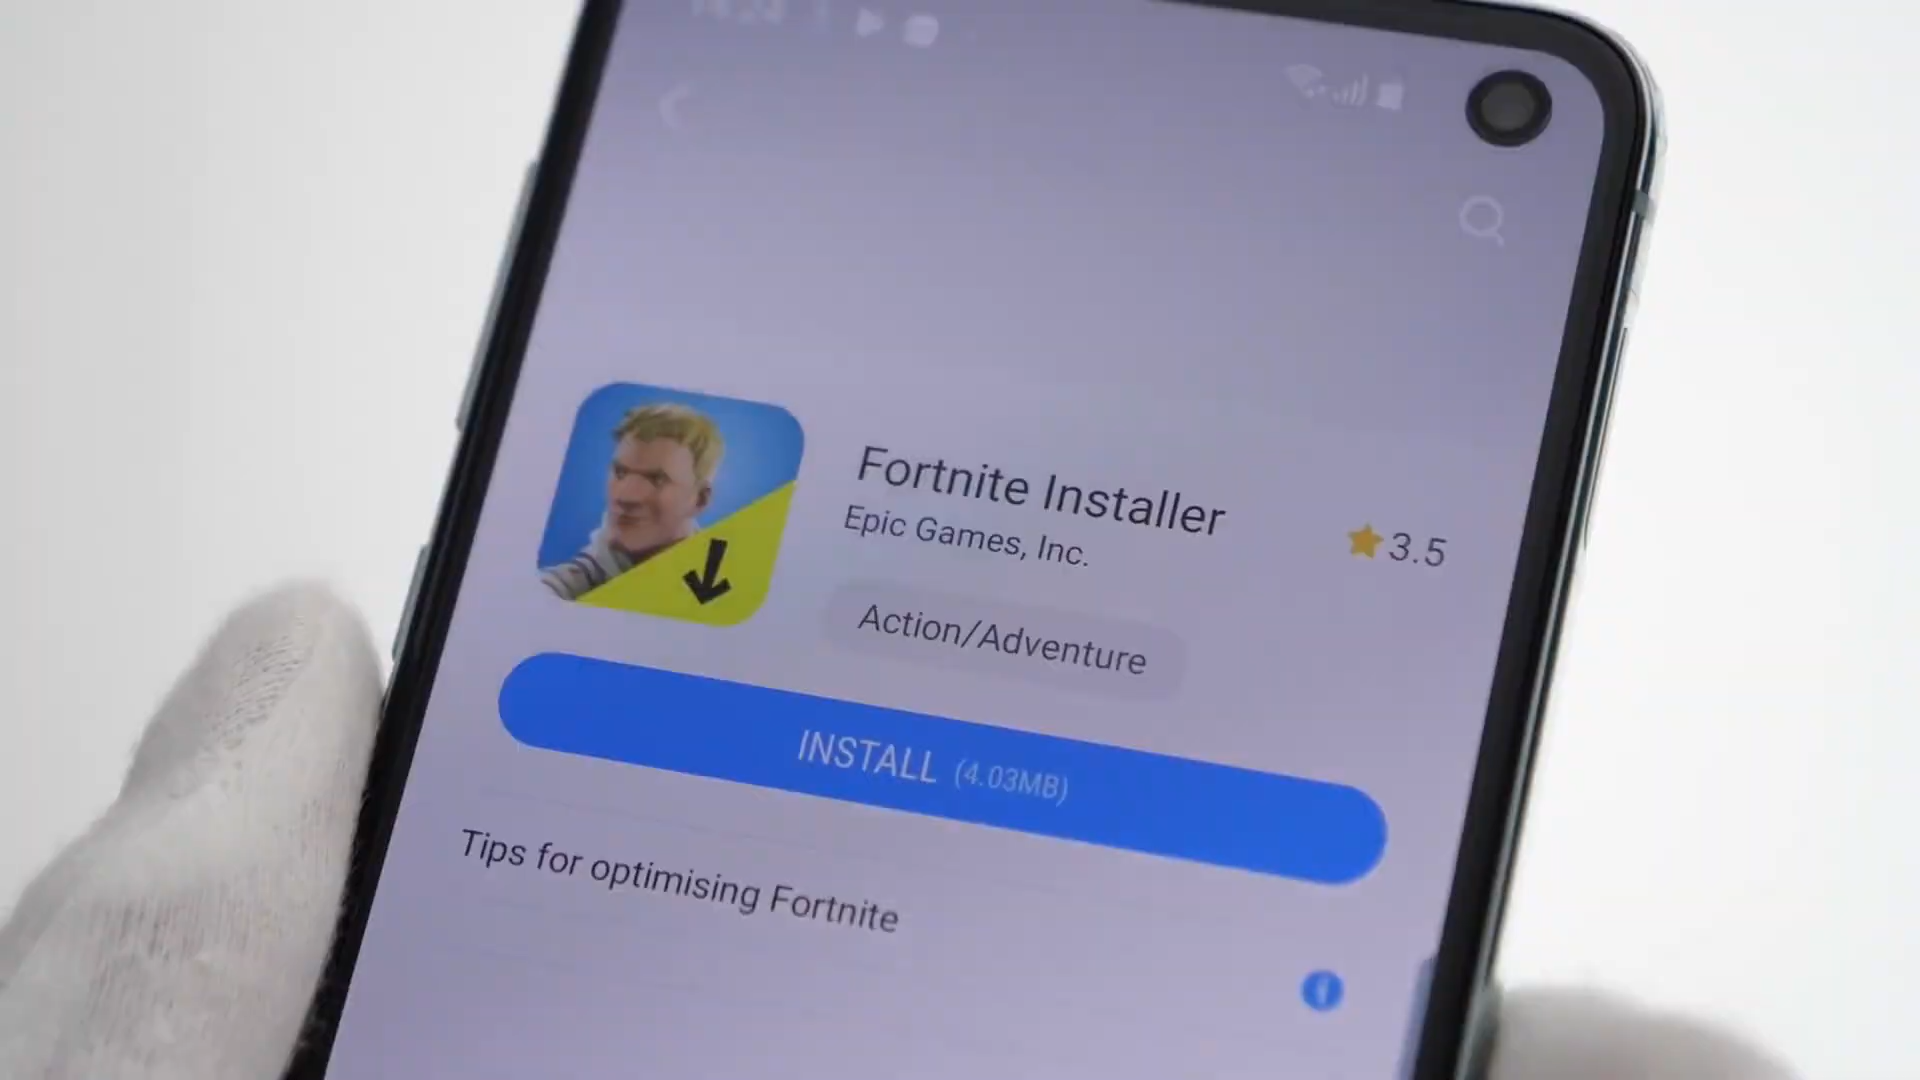 Fortnite Installer
Epic Games, Inc.
3.5
Action/Adventure
INSTALL (4.03MB)
Tips for optimising Fortnite